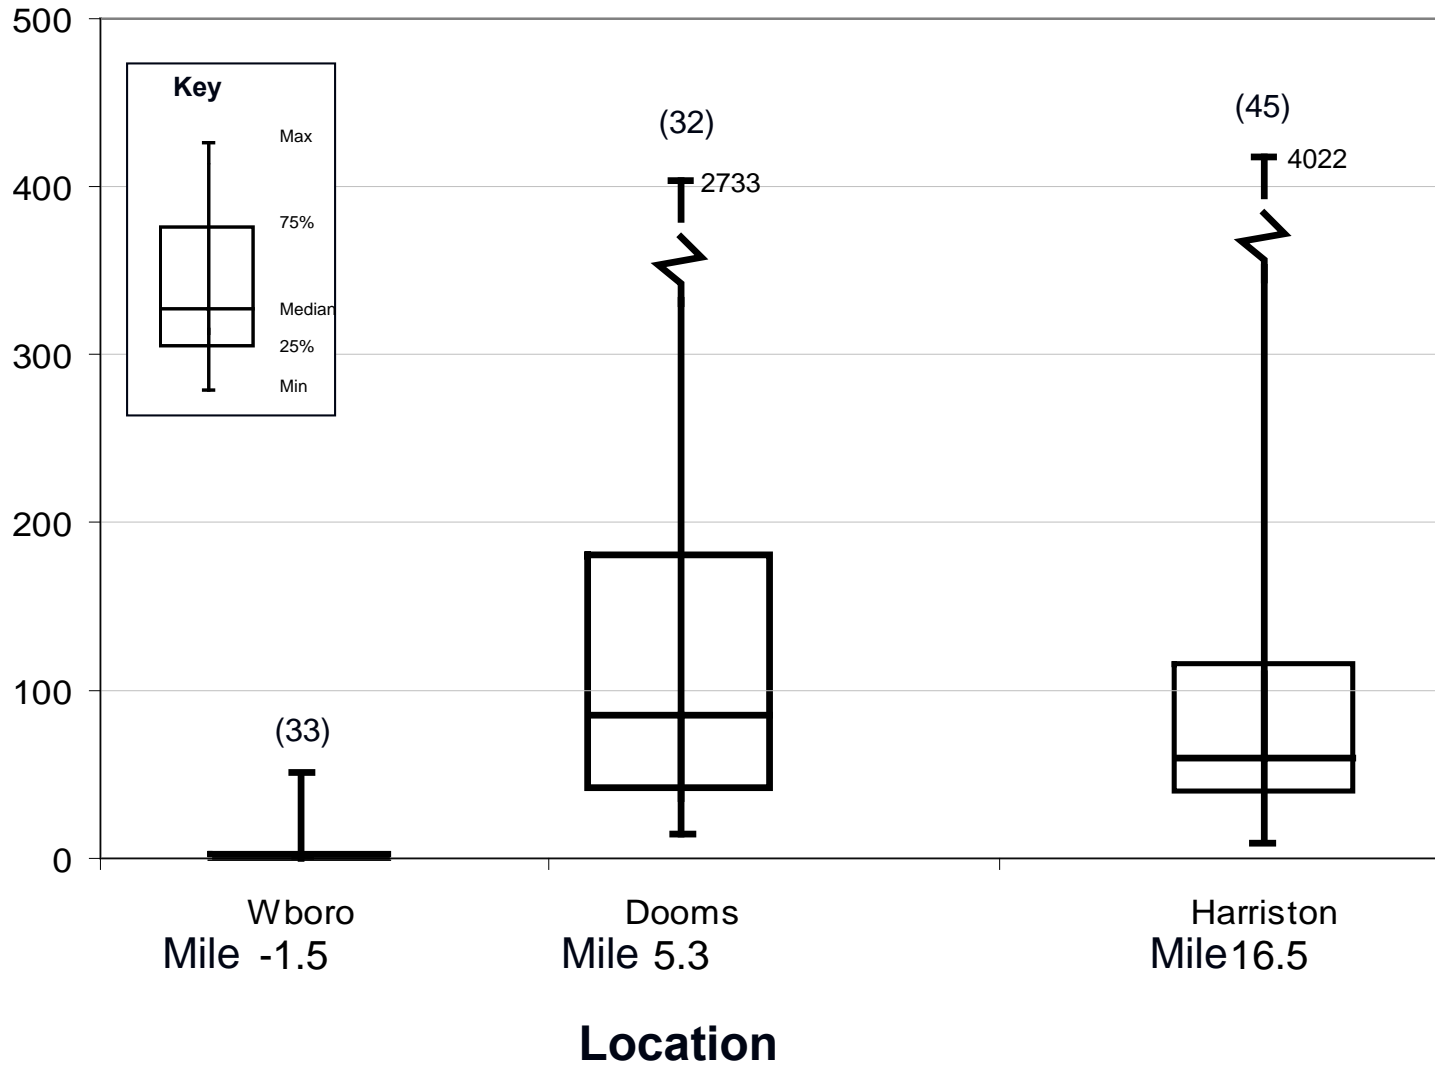 500
Key
Max
75%
Median
25%
Min
(32)
2733
(45)
4022
400
300
200
100
(33)
0
Wboro
Dooms
Harriston
Mile -1.5
Mile 5.3
Mile16.5
Location